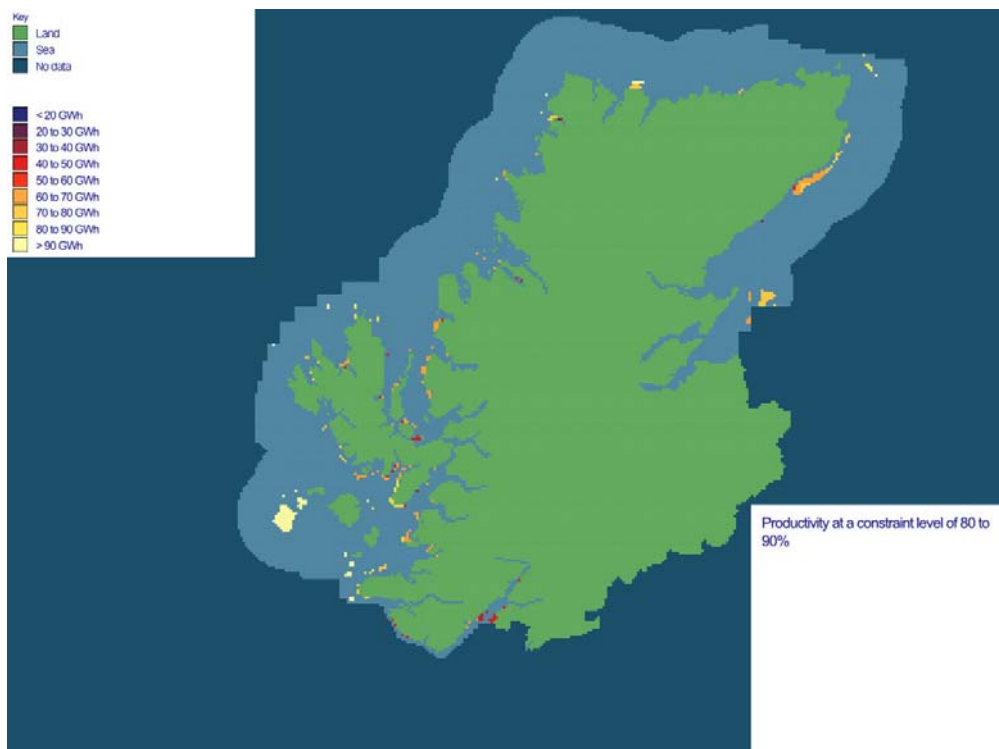 Key
Land
Sea
No data
< 20 GWh
20 to 30 GWh
30 to 40 GWh
40 to 50 GWh
50 to 60 GWh
60 to 70 GWh
70 to 80 GWh
80 to 90 GWh
> 90 GWh
Productivity at a constraint level of 80 to
90%